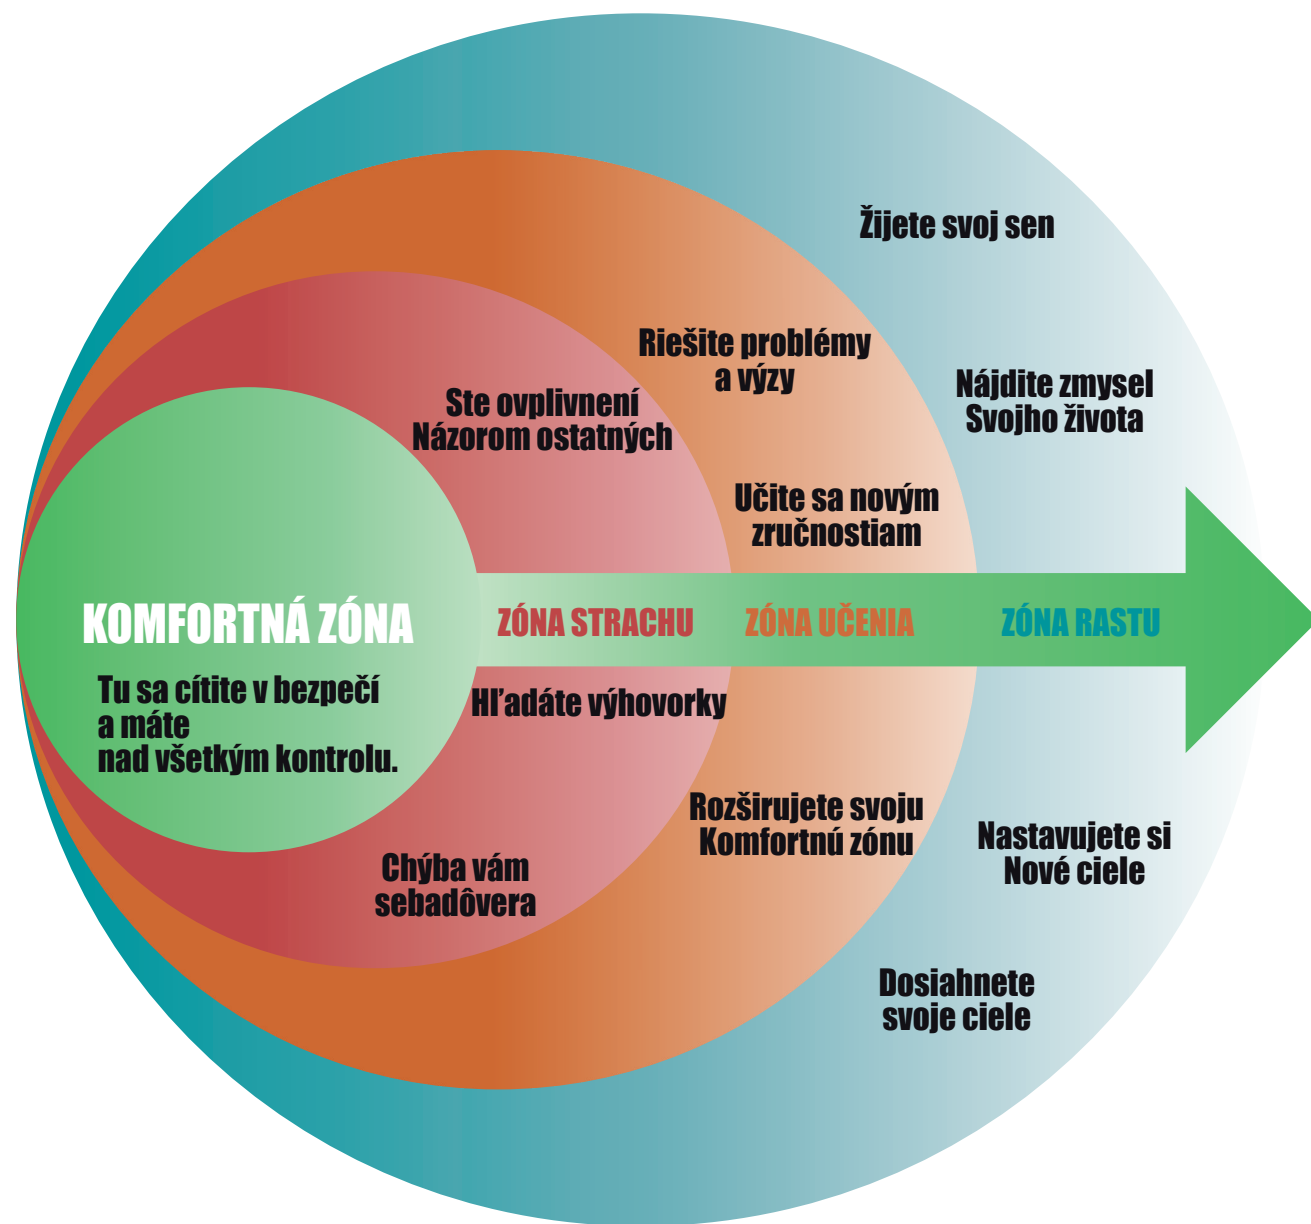 Žijete svoj sen
Riešite problémy
a výzy
Nájdite zmysel
Svojho života
Ste ovplivnení
Názorom ostatných
Učite sa novým
zručnostiam
KOMFORTNÁ ZÓNA
ZÓNA STRACHU
ZÓNA UČENIA
ZÓNA RASTU
Tu sa cítite v bezpečí
a máte
nad všetkým kontrolu.
Hľadáte výhovorky
Rozširujete svoju
Komfortnú zónu
Nastavujete si
Nové ciele
Chýba vám
sebadôvera
Dosiahnete
svoje ciele